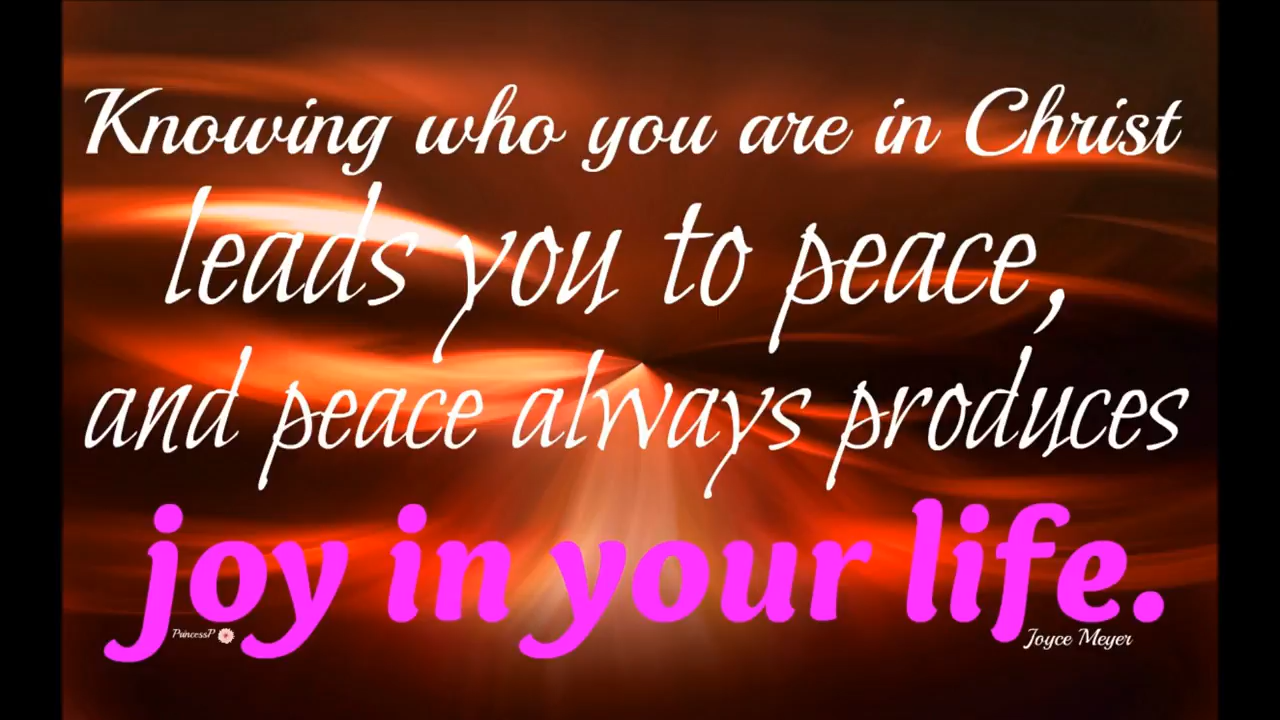 Knowing who you are in Christ
leads you to peace,
and peace always produces
joy in your life.
PrincessP
Joyce Meyer